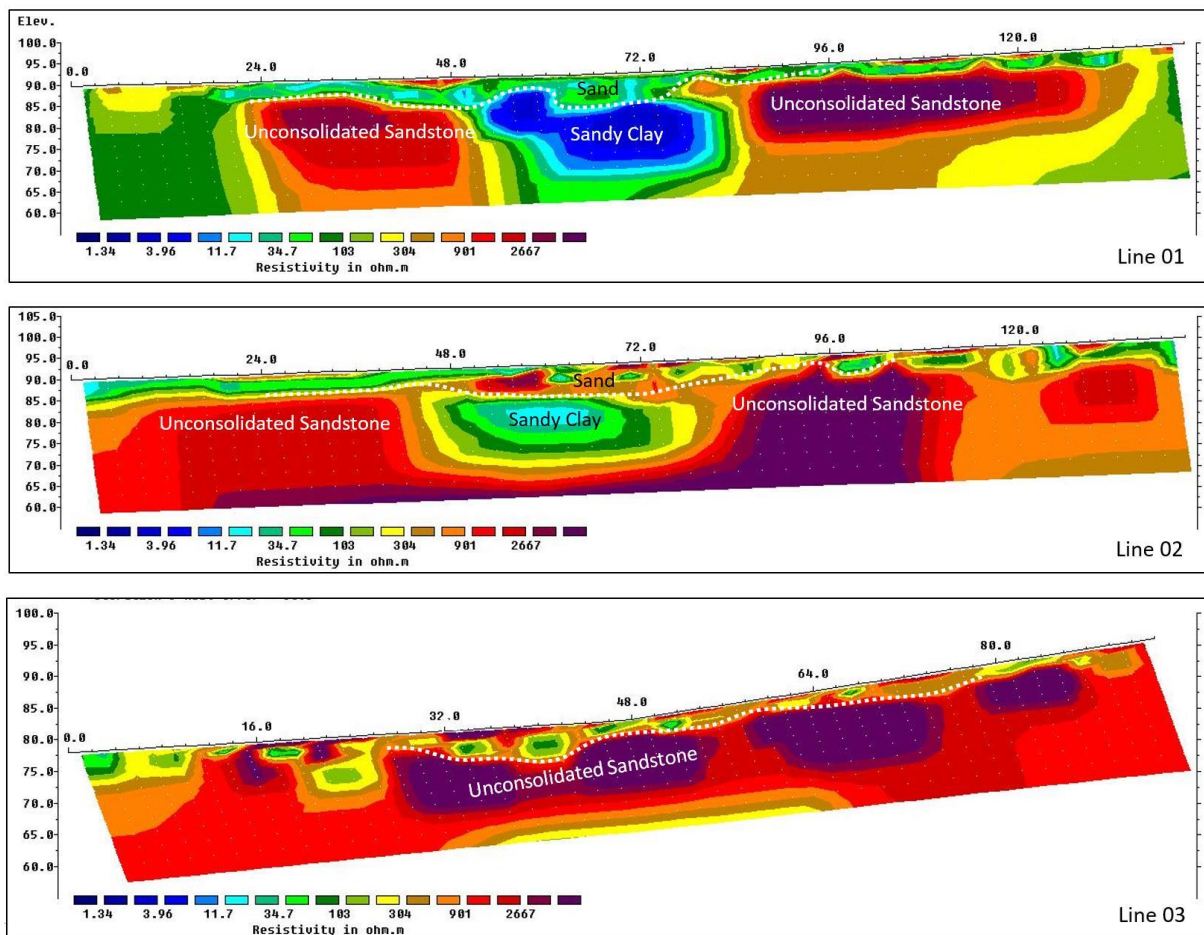 Elev.
100.0
95.0
90.0
85.0
80.0
75.0
70.0
65.0
60.0
0.0 24.0 48.0 72.0 96.0 120.0
Sand
Unconsolidated Sandstone
Sandy Clay
Unconsolidated Sandstone
1.34 3.96 11.7 34.7 103 304 901 2667
Resistivity in ohm.m
Line 01
105.0
100.0
95.0
90.0
85.0
80.0
75.0
70.0
65.0
60.0
0.0 24.0 48.0 72.0 96.0 120.0
Sand
Unconsolidated Sandstone
Sandy Clay
Unconsolidated Sandstone
1.34 3.96 11.7 34.7 103 304 901 2667
Resistivity in ohm.m
Line 02
100.0
95.0
90.0
85.0
80.0
75.0
70.0
65.0
60.0
0.0 16.0 32.0 48.0 64.0 80.0
Unconsolidated Sandstone
1.34 3.96 11.7 34.7 103 304 901 2667
Resistivity in ohm.m
Line 03